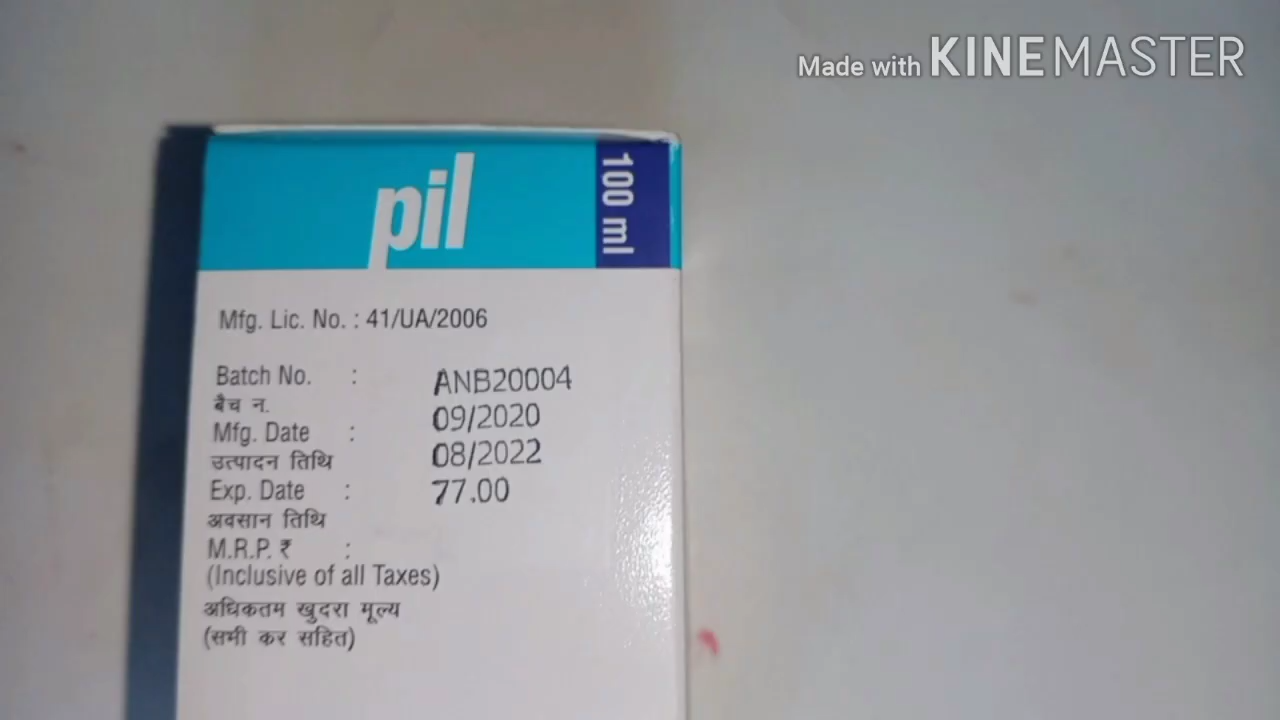 Made with KINEMASTER
pil
100 ml
Mfg. Lic. No. : 41/UA/2006
Batch No. : ANB20004
बैच न.
Mfg. Date : 09/2020
उत्पादन तिथि 08/2022
Exp. Date : 77.00
अवसान तिथि
M.R.P. ₹ :
(Inclusive of all Taxes)
अधिकतम खुदरा मूल्य
(सभी कर सहित)